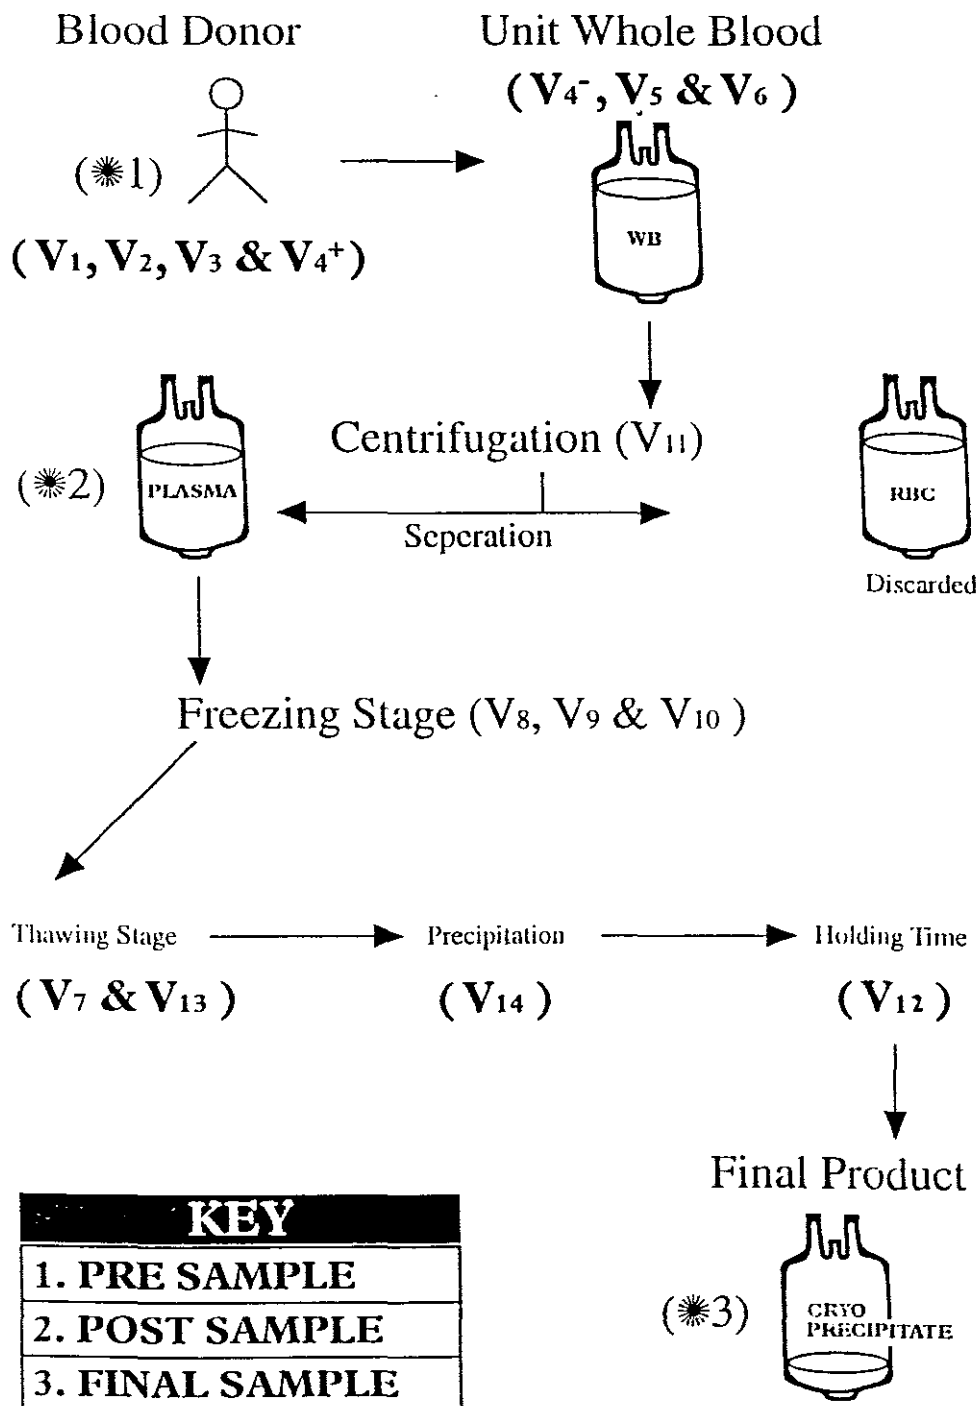 Blood Donor
Unit Whole Blood
(V4-, V5 & V6)
(✺1)
(V1, V2, V3 & V4+)
WB
Centrifugation (V11)
(✺2)
PLASMA
RBC
Seperation
Discarded
Freezing Stage (V8, V9 & V10)
Thawing Stage
Precipitation
Holding Time
(V7 & V13)
(V14)
(V12)
Final Product
KEY
1. PRE SAMPLE
2. POST SAMPLE
3. FINAL SAMPLE
(✺3)
CRYO
PRECIPITATE